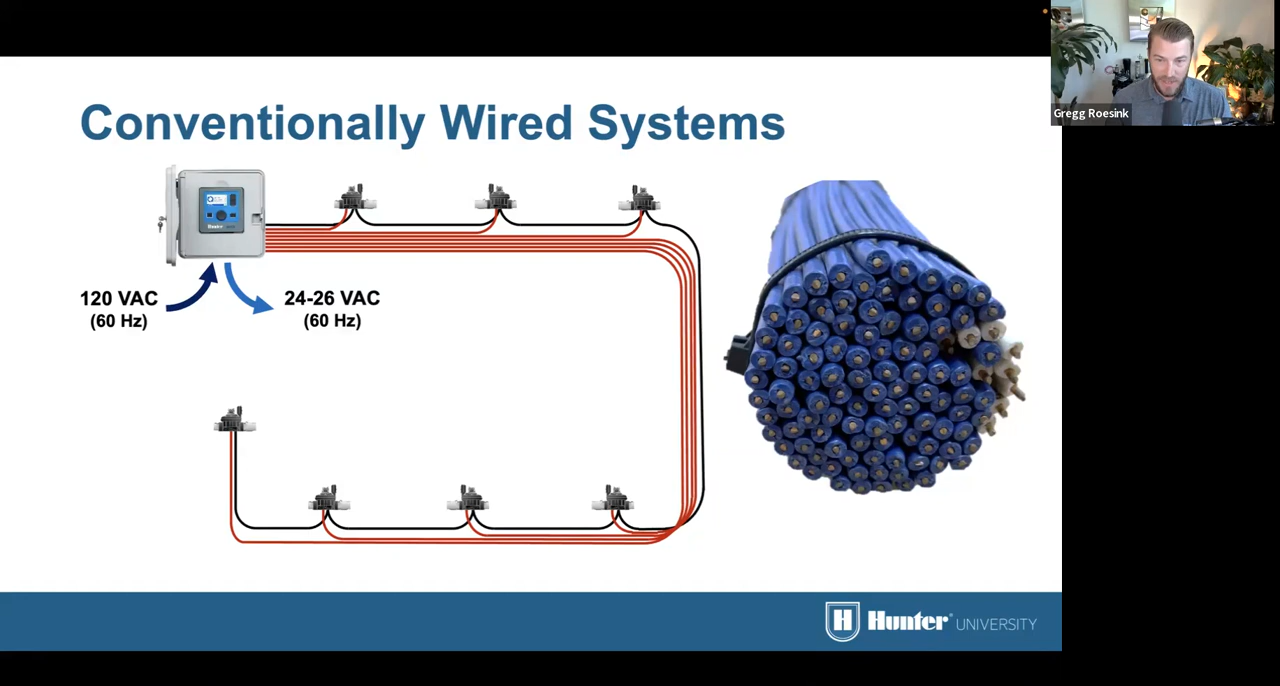 Gregg Roesink
Conventionally Wired Systems
120 VAC
(60 Hz)
24-26 VAC
(60 Hz)
H Hunter® UNIVERSITY